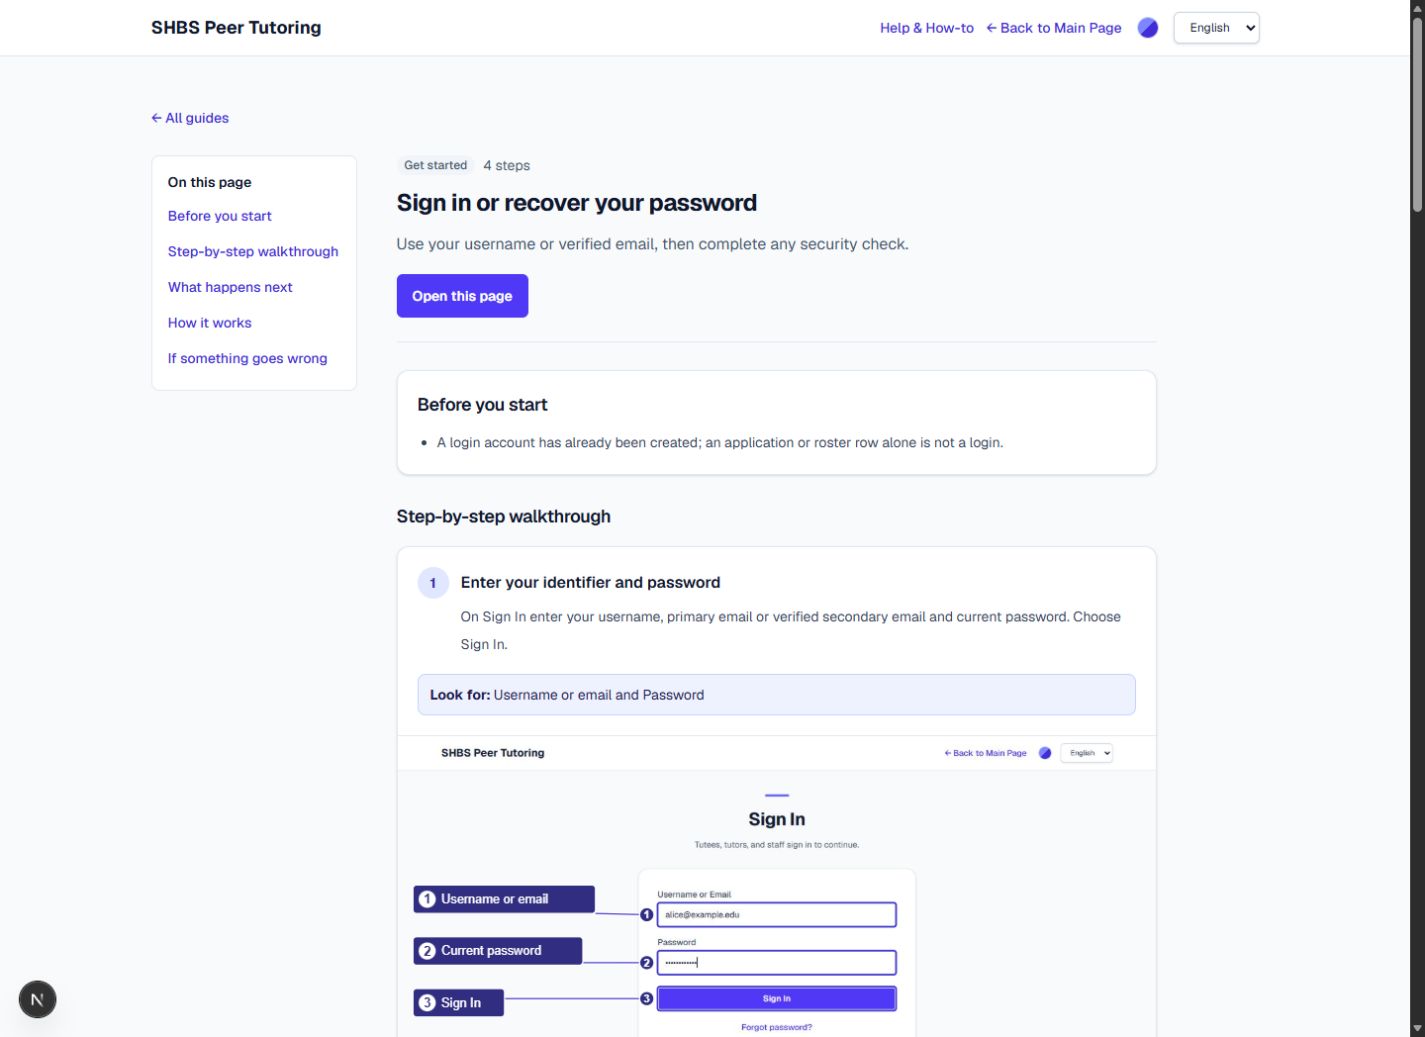 SHBS Peer Tutoring
Help & How-to
← Back to Main Page
English
← All guides
On this page
Before you start
Step-by-step walkthrough
What happens next
How it works
If something goes wrong
Get started
4 steps
Sign in or recover your password
Use your username or verified email, then complete any security check.
Open this page
Before you start
• A login account has already been created; an application or roster row alone is not a login.
Step-by-step walkthrough
1
Enter your identifier and password
On Sign In enter your username, primary email or verified secondary email and current password. Choose
Sign In.
Look for: Username or email and Password
SHBS Peer Tutoring
← Back to Main Page
English
Sign In
Tutees, tutors, and staff sign in to continue.
1 Username or email
Username or Email
1
alice@example.edu
2 Current password
Password
2
3 Sign In
3
Sign In
Forgot password?
N